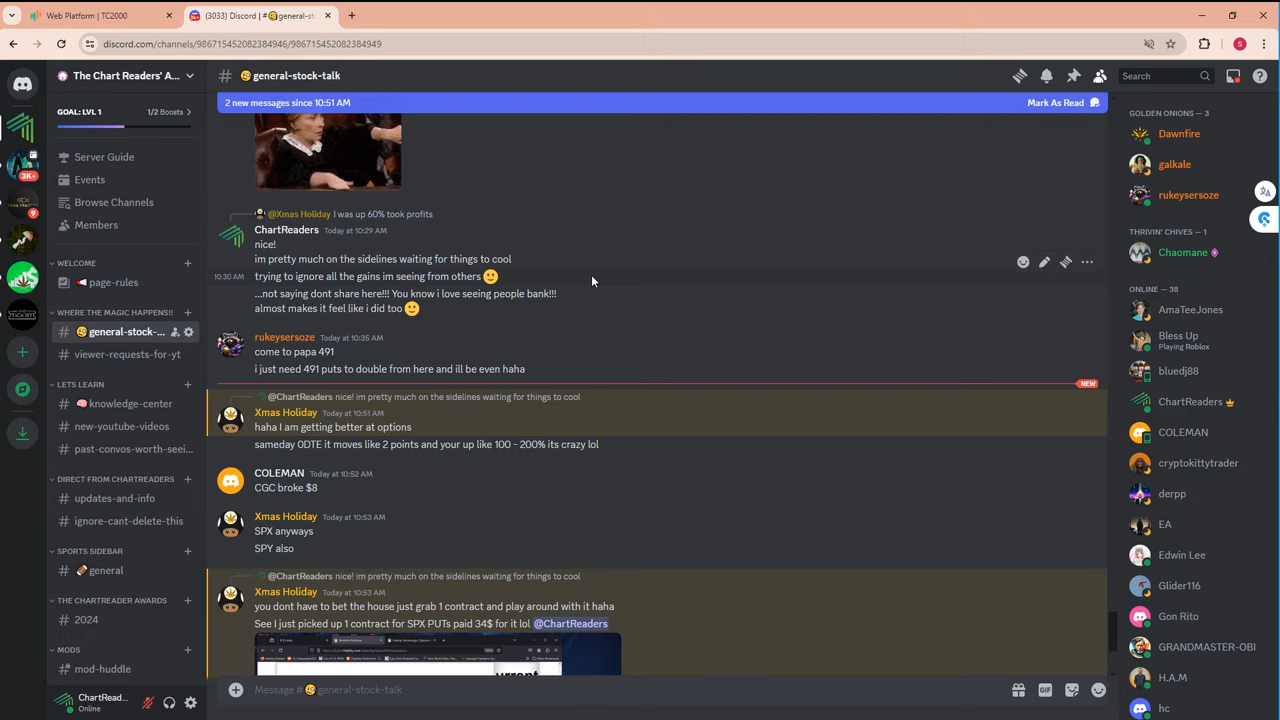 Web Platform | TC2000
(3033) Discord | #🤑general-st
discord.com/channels/986715452082384946/986715452082384949
The Chart Readers' A...
# 🤑general-stock-talk
Search
GOAL: LVL 1
1/2 Boosts
2 new messages since 10:51 AM
Mark As Read
Server Guide
Events
Browse Channels
Members
WELCOME
# 📢page-rules
WHERE THE MAGIC HAPPENS!!
# 🤑general-stock-...
# viewer-requests-for-yt
LETS LEARN
# 🧠knowledge-center
# new-youtube-videos
# past-convos-worth-seei...
DIRECT FROM CHARTREADERS
# updates-and-info
# ignore-cant-delete-this
SPORTS SIDEBAR
# 🏈general
THE CHARTREADER AWARDS
# 2024
MODS
# mod-huddle
ChartRead...
Online
3K+
9
@Xmas Holiday I was up 60% took profits
ChartReaders Today at 10:29 AM
nice!
im pretty much on the sidelines waiting for things to cool
10:30 AM trying to ignore all the gains im seeing from others 🙂
...not saying dont share here!!! You know i love seeing people bank!!!
almost makes it feel like i did too 🙂
rukeysersoze Today at 10:35 AM
come to papa 491
i just need 491 puts to double from here and ill be even haha
NEW
@ChartReaders nice! im pretty much on the sidelines waiting for things to cool
Xmas Holiday Today at 10:51 AM
haha I am getting better at options
sameday 0DTE it moves like 2 points and your up like 100 - 200% its crazy lol
COLEMAN Today at 10:52 AM
CGC broke $8
Xmas Holiday Today at 10:53 AM
SPX anyways
SPY also
@ChartReaders nice! im pretty much on the sidelines waiting for things to cool
Xmas Holiday Today at 10:53 AM
you dont have to bet the house just grab 1 contract and play around with it haha
See I just picked up 1 contract for SPX PUTs paid 34$ for it lol @ChartReaders
Message #🤑general-stock-talk
GIF
GOLDEN ONIONS — 3
Dawnfire
galkale
rukeysersoze
THRIVIN' CHIVES — 1
Chaomane
ONLINE — 38
AmaTeeJones
Bless Up
Playing Roblox
bluedj88
ChartReaders
COLEMAN
cryptokittytrader
derpp
EA
Edwin Lee
Glider116
Gon Rito
GRANDMASTER-OBI
H.A.M
hc